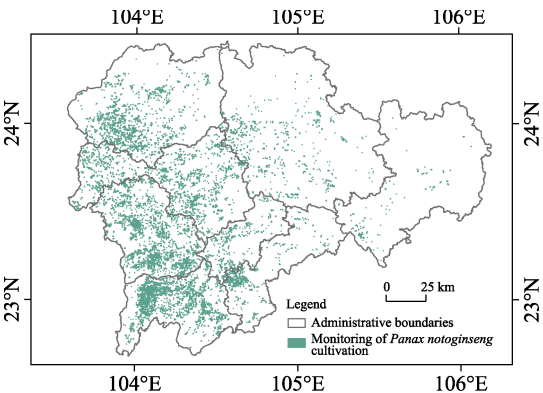 104°E 105°E 106°E
24°N 24°N
23°N 23°N
0 25 km
Legend
Administrative boundaries
Monitoring of Panax notoginseng
cultivation
104°E 105°E 106°E